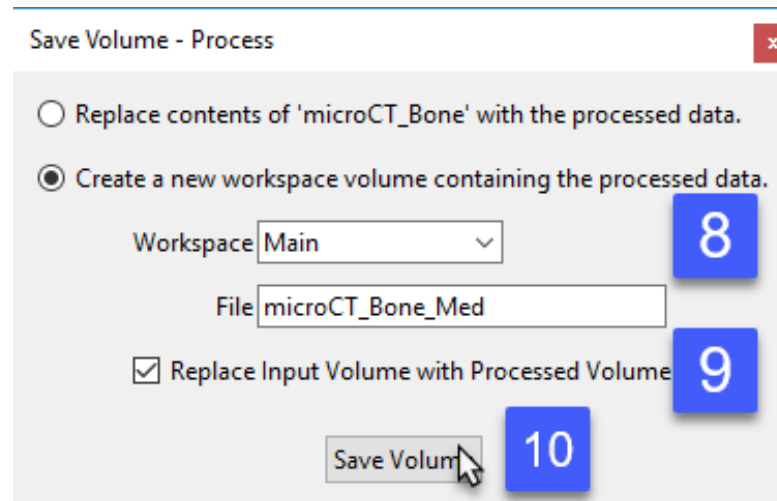 Save Volume - Process
x
Replace contents of 'microCT_Bone' with the processed data.
Create a new workspace volume containing the processed data.
Workspace Main
8
File microCT_Bone_Med
Replace Input Volume with Processed Volume
9
Save Volum
10